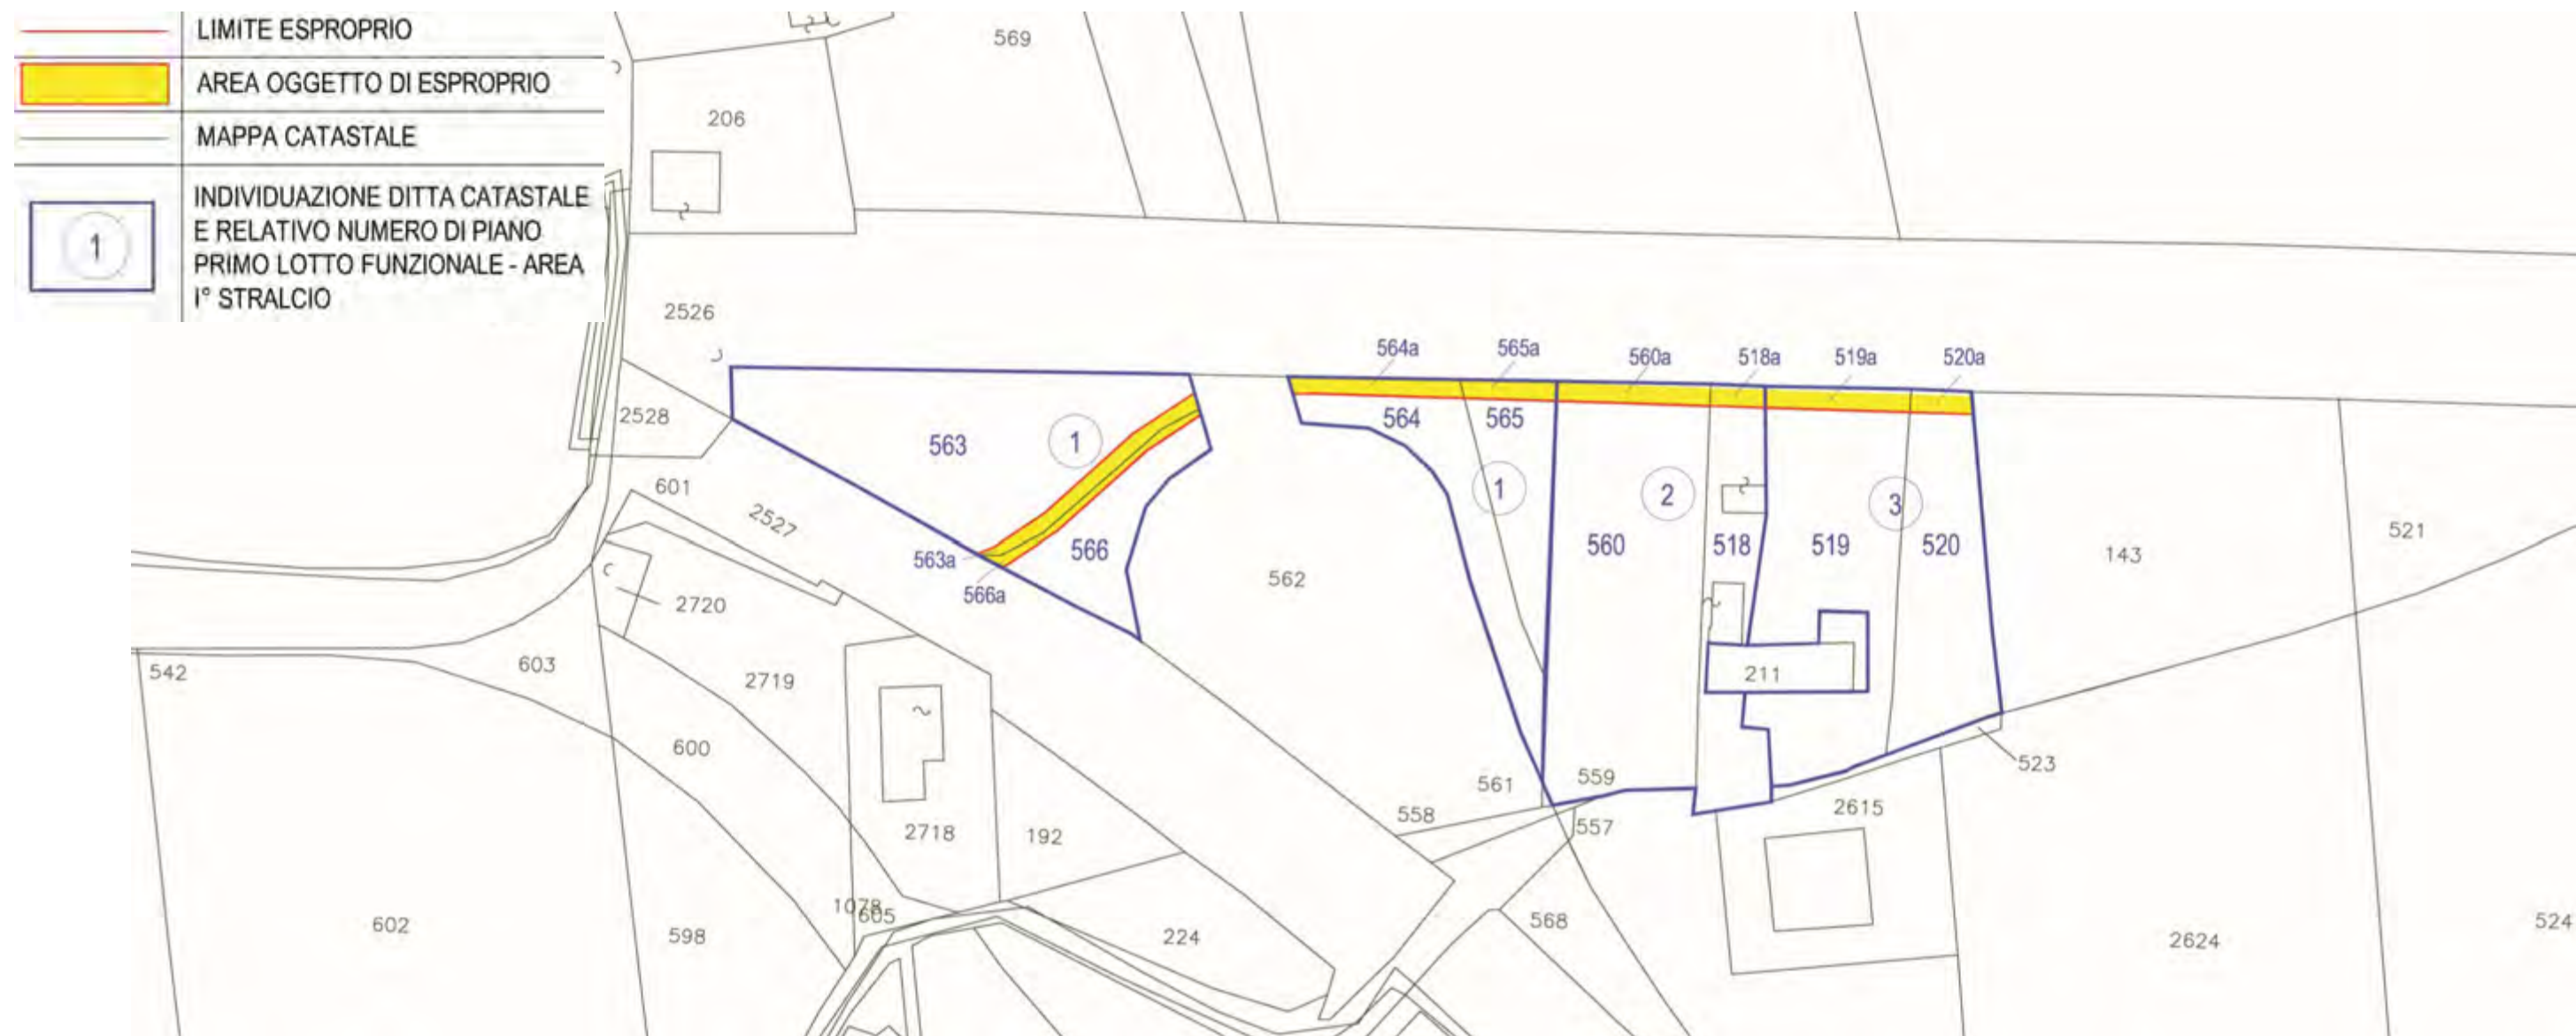 LIMITE ESPROPRIO
AREA OGGETTO DI ESPROPRIO
MAPPA CATASTALE
1
INDIVIDUAZIONE DITTA CATASTALE
E RELATIVO NUMERO DI PIANO
PRIMO LOTTO FUNZIONALE - AREA
I° STRALCIO
569
206
2526
564a
565a
560a
518a
519a
520a
2528
563
1
564
565
601
2527
1
2
3
563a
566
566a
562
560
518
519
520
143
521
2720
603
542
2719
211
600
561
559
523
558
557
2615
2718
192
1078
605
602
598
224
568
2624
524